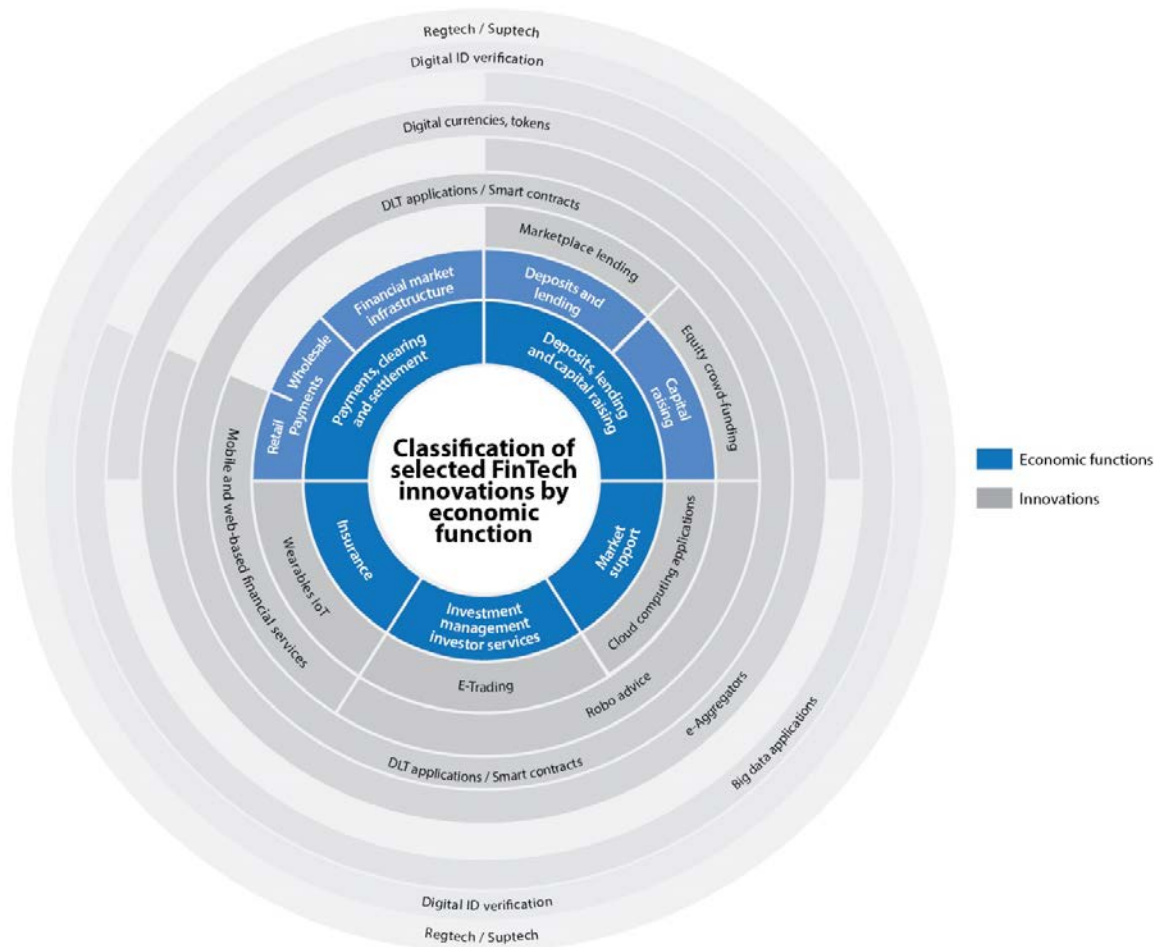 Regtech / Suptech
Digital ID verification
Digital currencies, tokens
DLT applications / Smart contracts
Marketplace lending
Financial market
infrastructure
Deposits and
lending
Wholesale
Retail
Payments
Payments, clearing
and settlement
Deposits, lending
and capital raising
Capital
raising
Equity crowd-funding
Classification of
selected FinTech
innovations by
economic
function
Economic functions
Innovations
Mobile and web-based financial services
Wearables IoT
Insurance
Investment
management
investor services
Market
support
Cloud computing applications
E-Trading
Robo advice
e-Aggregators
Big data applications
DLT applications / Smart contracts
Digital ID verification
Regtech / Suptech